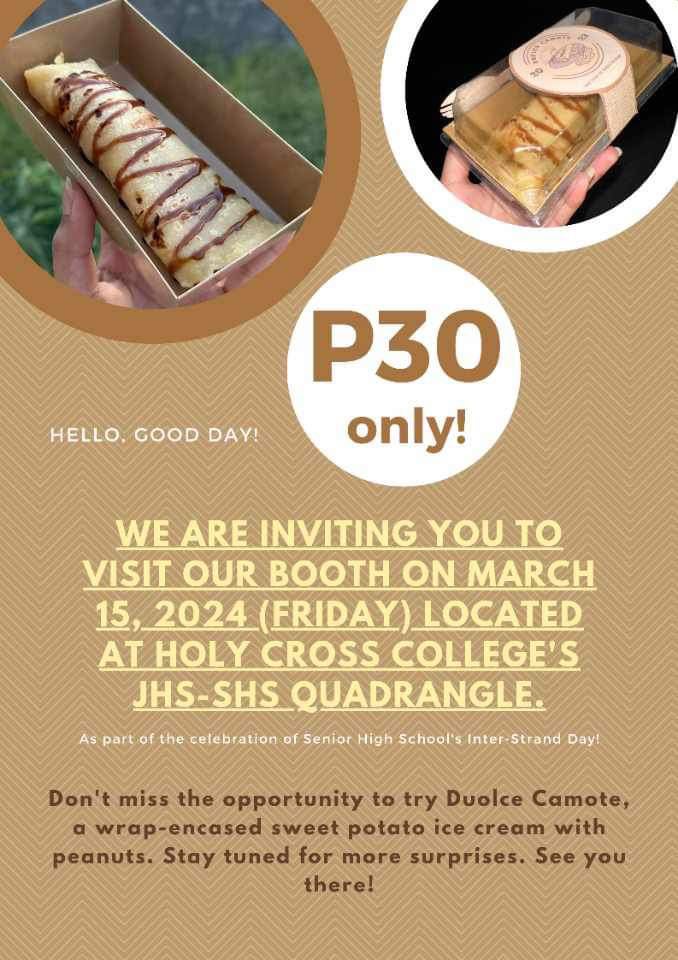 P30
only!
HELLO, GOOD DAY!
WE ARE INVITING YOU TO
VISIT OUR BOOTH ON MARCH
15, 2024 (FRIDAY) LOCATED
AT HOLY CROSS COLLEGE'S
JHS-SHS QUADRANGLE.
As part of the celebration of Senior High School's Inter-Strand Day!
Don't miss the opportunity to try Duolce Camote,
a wrap-encased sweet potato ice cream with
peanuts. Stay tuned for more surprises. See you
there!